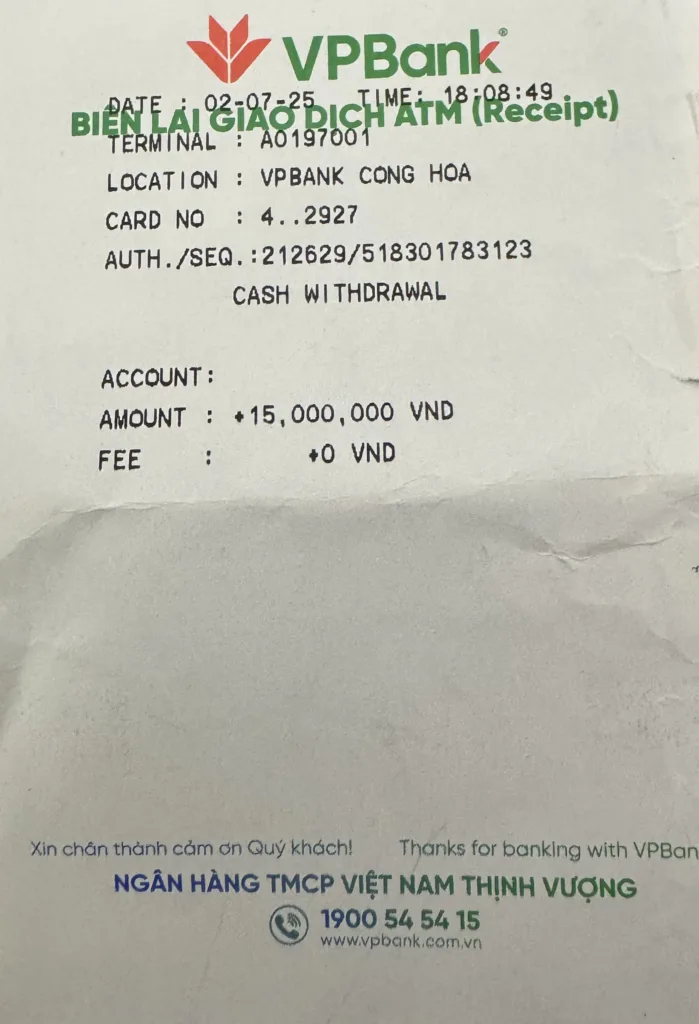 VPBank®
DATE : 02-07-25 TIME: 18:08:49
BIÊN LAI GIAO DỊCH ATM (Receipt)
TERMINAL : A0197001
LOCATION : VPBANK CONG HOA
CARD NO : 4..2927
AUTH./SEQ.:212629/518301783123
CASH WITHDRAWAL
ACCOUNT:
AMOUNT : +15,000,000 VND
FEE : +0 VND
Xin chân thành cảm ơn Quý khách! Thanks for banking with VPBan
NGÂN HÀNG TMCP VIỆT NAM THỊNH VƯỢNG
1900 54 54 15
www.vpbank.com.vn